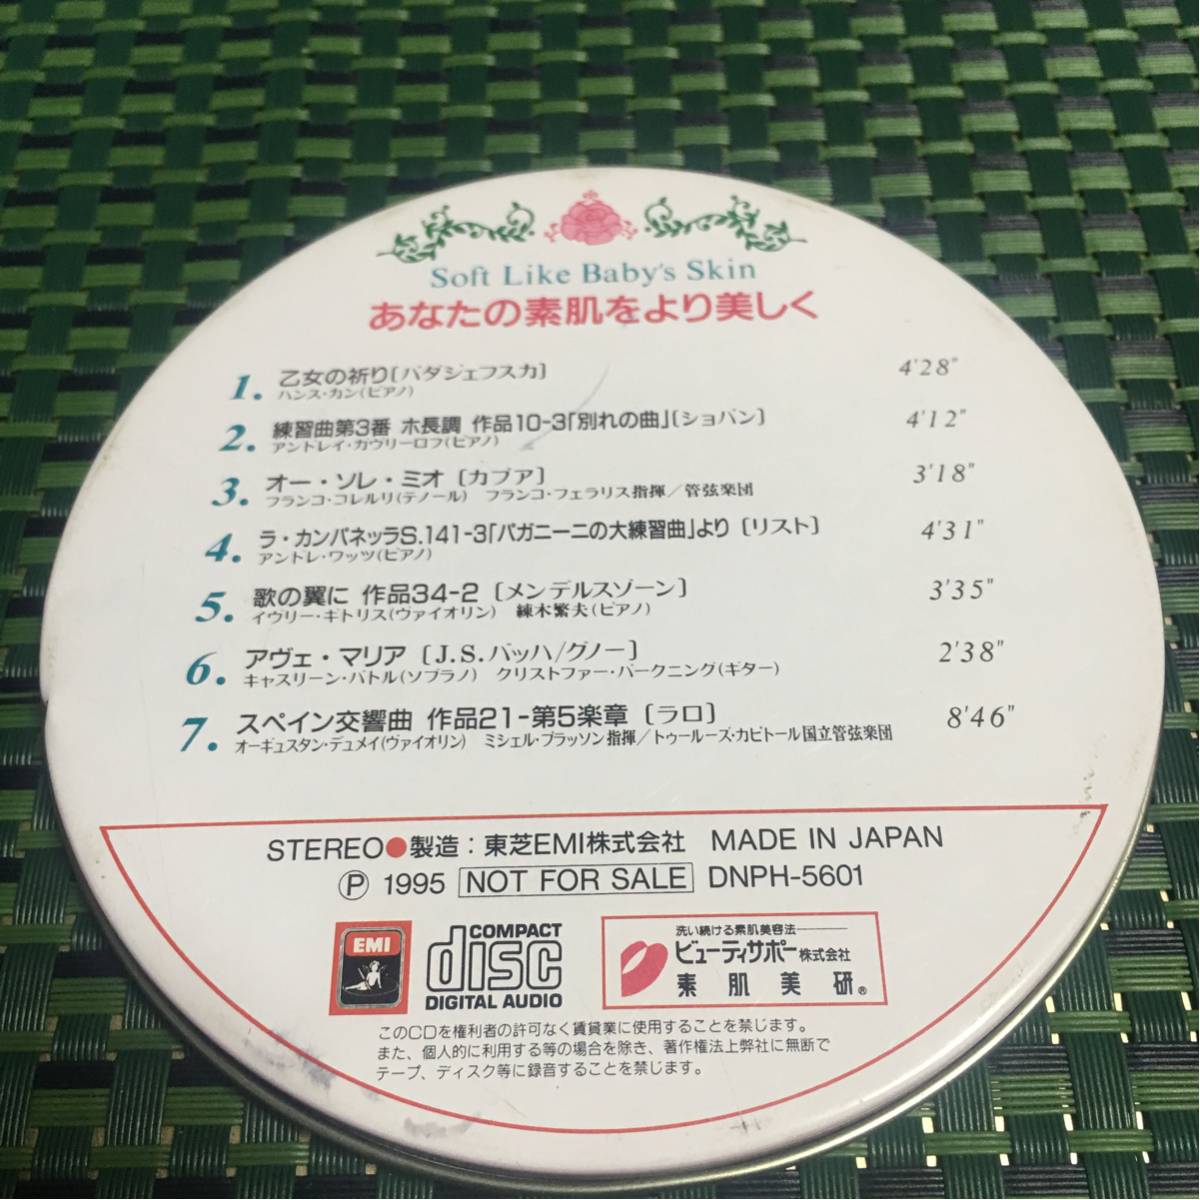 Soft Like Baby's Skin
あなたの素肌をより美しく
1. 乙女の祈り〔バダジェフスカ〕 4'28"
ハンス・カン(ピアノ)
2. 練習曲第3番 ホ長調 作品10-3「別れの曲」〔ショパン〕 4'12"
アンドレイ・ガヴリーロフ(ピアノ)
3. オー・ソレ・ミオ〔カプア〕 3'18"
フランコ・コレルリ(テノール) フランコ・フェラリス指揮／管弦楽団
4. ラ・カンパネッラS.141-3「パガニーニの大練習曲」より〔リスト〕 4'31"
アンドレ・ワッツ(ピアノ)
5. 歌の翼に 作品34-2〔メンデルスゾーン〕 3'35"
イヴリー・ギトリス(ヴァイオリン) 練木繁夫(ピアノ)
6. アヴェ・マリア〔J.S.バッハ/グノー〕 2'38"
キャスリーン・バトル(ソプラノ) クリストファー・パークニング(ギター)
7. スペイン交響曲 作品21-第5楽章〔ラロ〕 8'46"
オーギュスタン・デュメイ(ヴァイオリン) ミシェル・プラッソン指揮／トゥールーズ・カピトール国立管弦楽団
STEREO●製造：東芝EMI株式会社 MADE IN JAPAN
Ⓟ 1995 NOT FOR SALE DNPH-5601
EMI
COMPACT
disc
DIGITAL AUDIO
洗い続ける素肌美容法
ビューティサポー株式会社
素肌美研®
このCDを権利者の許可なく賃貸業に使用することを禁じます。
また、個人的に利用する等の場合を除き、著作権法上弊社に無断で
テープ、ディスク等に録音することを禁じます。